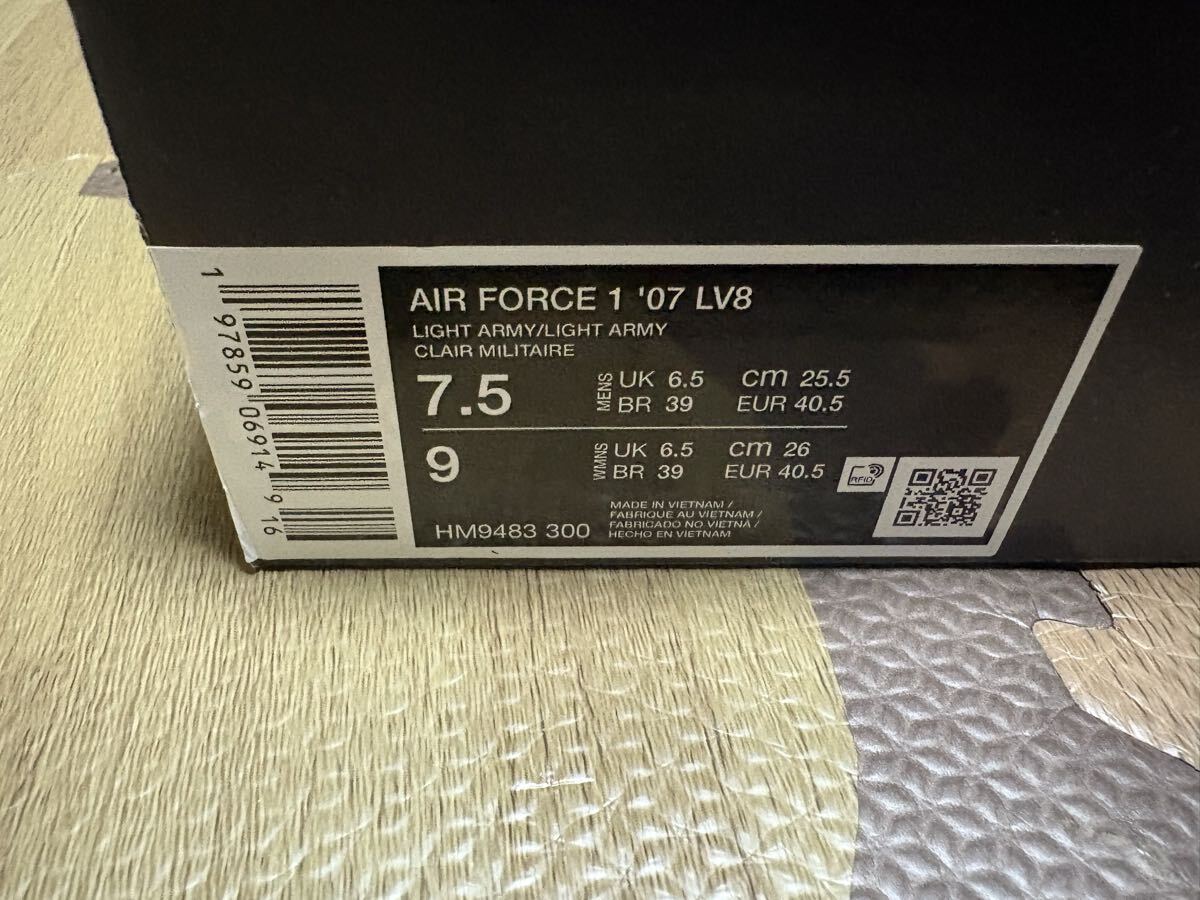 AIR FORCE 1 '07 LV8
LIGHT ARMY/LIGHT ARMY
CLAIR MILITAIRE
7.5 MENS UK 6.5 cm 25.5
BR 39 EUR 40.5
9 WMNS UK 6.5 cm 26
BR 39 EUR 40.5
RFID
HM9483 300
MADE IN VIETNAM /
FABRIQUE AU VIETNAM /
FABRICADO NO VIETNÃ /
HECHO EN VIETNAM
1 97859 06914 9 16